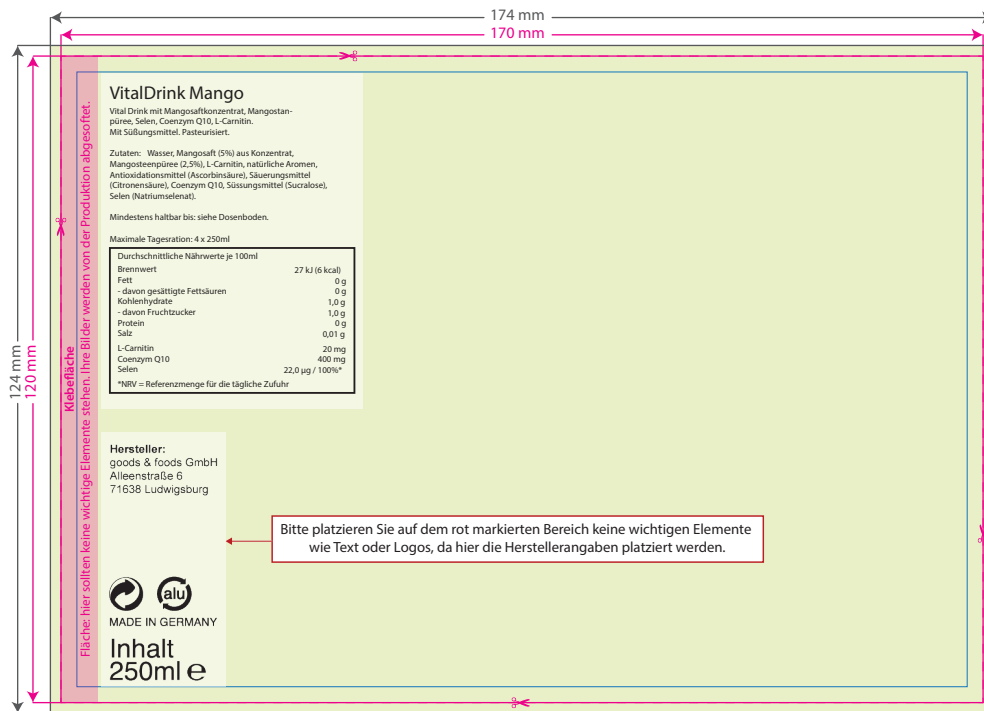 174 mm
170 mm
124 mm
120 mm
Klebefläche
Fläche: hier sollten keine wichtige Elemente stehen. Ihre Bilder werden von der Produktion abgesoftet.
VitalDrink Mango
Vital Drink mit Mangosaftkonzentrat, Mangostan-
püree, Selen, Coenzym Q10, L-Carnitin.
Mit Süßungsmittel. Pasteurisiert.
Zutaten: Wasser, Mangosaft (5%) aus Konzentrat,
Mangosteenpüree (2,5%), L-Carnitin, natürliche Aromen,
Antioxidationsmittel (Ascorbinsäure), Säuerungsmittel
(Citronensäure), Coenzym Q10, Süssungsmittel (Sucralose),
Selen (Natriumselenat).
Mindestens haltbar bis: siehe Dosenboden.
Maximale Tagesration: 4 x 250ml
Durchschnittliche Nährwerte je 100ml
Brennwert 27 kJ (6 kcal)
Fett 0 g
- davon gesättigte Fettsäuren 0 g
Kohlenhydrate 1,0 g
- davon Fruchtzucker 1,0 g
Protein 0 g
Salz 0,01 g
L-Carnitin 20 mg
Coenzym Q10 400 mg
Selen 22,0 µg / 100%*
*NRV = Referenzmenge für die tägliche Zufuhr
Hersteller:
goods & foods GmbH
Alleenstraße 6
71638 Ludwigsburg
Bitte platzieren Sie auf dem rot markierten Bereich keine wichtigen Elemente
wie Text oder Logos, da hier die Herstellerangaben platziert werden.
alu
MADE IN GERMANY
Inhalt
250ml ℮